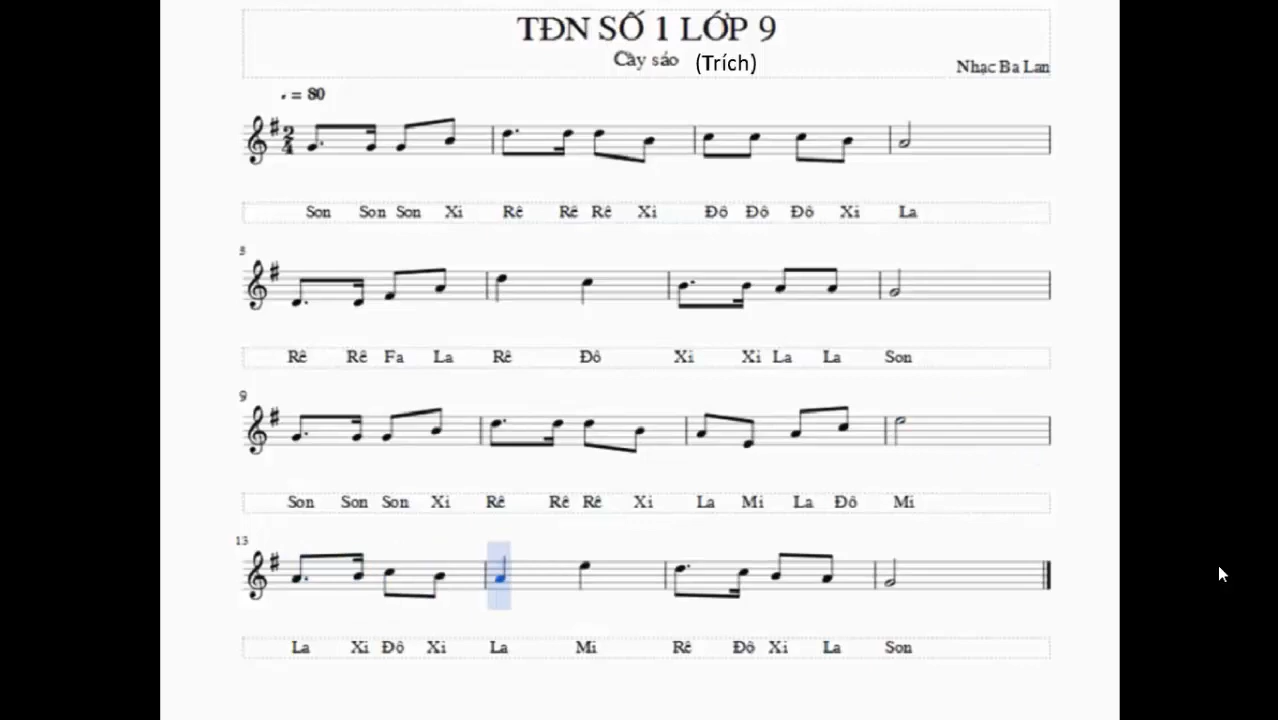 TĐN SỐ 1 LỚP 9
Cây sáo (Trích)
Nhạc Ba Lan
♩. = 80
2
4
Son Son Son Xi Rê Rê Rê Xi Đô Đô Đô Xi La
5
Rê Rê Fa La Rê Đô Xi Xi La La Son
9
Son Son Son Xi Rê Rê Rê Xi La Mi La Đô Mi
13
La Xi Đô Xi La Mi Rê Đô Xi La Son